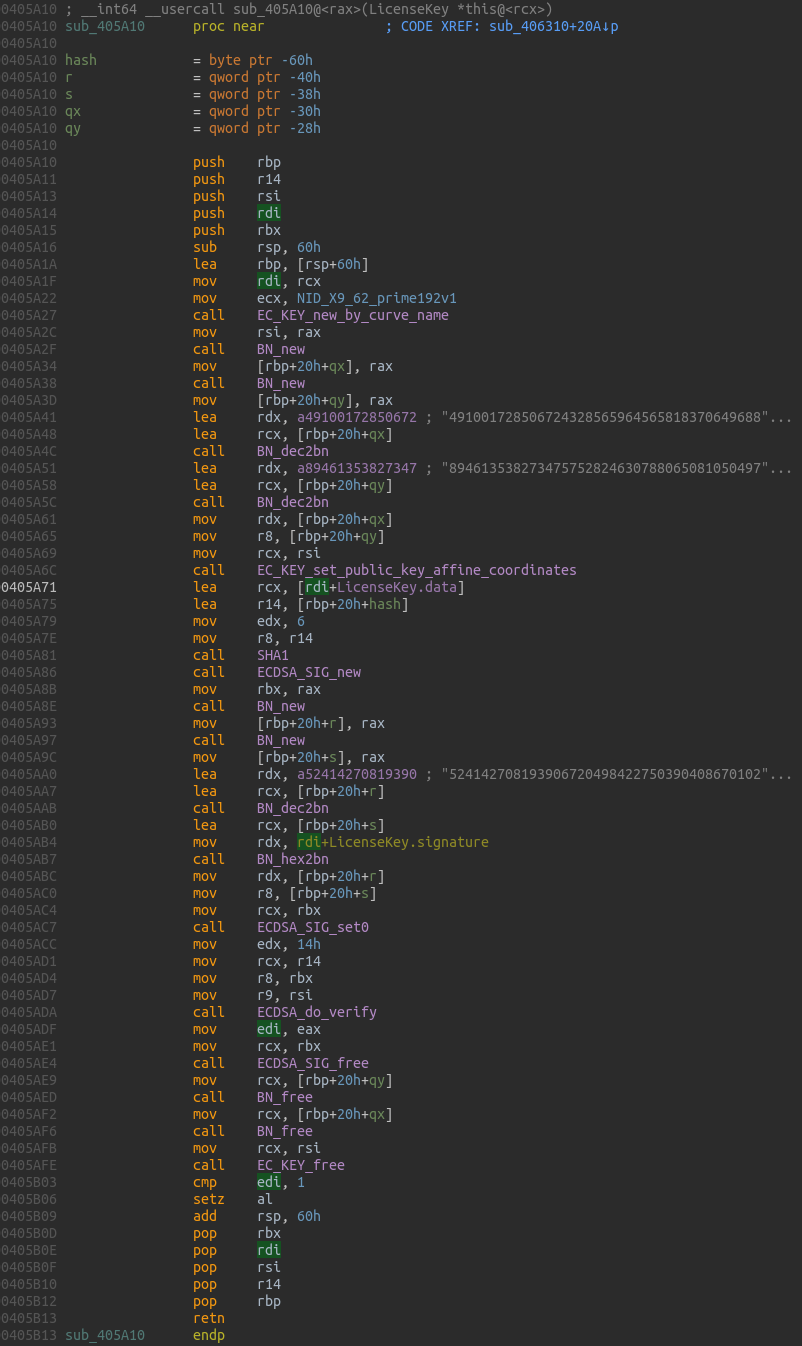 0405A10 ; __int64 __usercall sub_405A10@<rax>(LicenseKey *this@<rcx>)
0405A10 sub_405A10 proc near ; CODE XREF: sub_406310+20A↓p
0405A10
0405A10 hash = byte ptr -60h
0405A10 r = qword ptr -40h
0405A10 s = qword ptr -38h
0405A10 qx = qword ptr -30h
0405A10 qy = qword ptr -28h
0405A10
0405A10 push rbp
0405A11 push r14
0405A13 push rsi
0405A14 push rdi
0405A15 push rbx
0405A16 sub rsp, 60h
0405A1A lea rbp, [rsp+60h]
0405A1F mov rdi, rcx
0405A22 mov ecx, NID_X9_62_prime192v1
0405A27 call EC_KEY_new_by_curve_name
0405A2C mov rsi, rax
0405A2F call BN_new
0405A34 mov [rbp+20h+qx], rax
0405A38 call BN_new
0405A3D mov [rbp+20h+qy], rax
0405A41 lea rdx, a49100172850672 ; "491001728506724328565964565818370649688"...
0405A48 lea rcx, [rbp+20h+qx]
0405A4C call BN_dec2bn
0405A51 lea rdx, a89461353827347 ; "894613538273475752824630788065081050497"...
0405A58 lea rcx, [rbp+20h+qy]
0405A5C call BN_dec2bn
0405A61 mov rdx, [rbp+20h+qx]
0405A65 mov r8, [rbp+20h+qy]
0405A69 mov rcx, rsi
0405A6C call EC_KEY_set_public_key_affine_coordinates
0405A71 lea rcx, [rdi+LicenseKey.data]
0405A75 lea r14, [rbp+20h+hash]
0405A79 mov edx, 6
0405A7E mov r8, r14
0405A81 call SHA1
0405A86 call ECDSA_SIG_new
0405A8B mov rbx, rax
0405A8E call BN_new
0405A93 mov [rbp+20h+r], rax
0405A97 call BN_new
0405A9C mov [rbp+20h+s], rax
0405AA0 lea rdx, a52414270819390 ; "524142708193906720498422750390408670102"...
0405AA7 lea rcx, [rbp+20h+r]
0405AAB call BN_dec2bn
0405AB0 lea rcx, [rbp+20h+s]
0405AB4 mov rdx, rdi+LicenseKey.signature
0405AB7 call BN_hex2bn
0405ABC mov rdx, [rbp+20h+r]
0405AC0 mov r8, [rbp+20h+s]
0405AC4 mov rcx, rbx
0405AC7 call ECDSA_SIG_set0
0405ACC mov edx, 14h
0405AD1 mov rcx, r14
0405AD4 mov r8, rbx
0405AD7 mov r9, rsi
0405ADA call ECDSA_do_verify
0405ADF mov edi, eax
0405AE1 mov rcx, rbx
0405AE4 call ECDSA_SIG_free
0405AE9 mov rcx, [rbp+20h+qy]
0405AED call BN_free
0405AF2 mov rcx, [rbp+20h+qx]
0405AF6 call BN_free
0405AFB mov rcx, rsi
0405AFE call EC_KEY_free
0405B03 cmp edi, 1
0405B06 setz al
0405B09 add rsp, 60h
0405B0D pop rbx
0405B0E pop rdi
0405B0F pop rsi
0405B10 pop r14
0405B12 pop rbp
0405B13 retn
0405B13 sub_405A10 endp